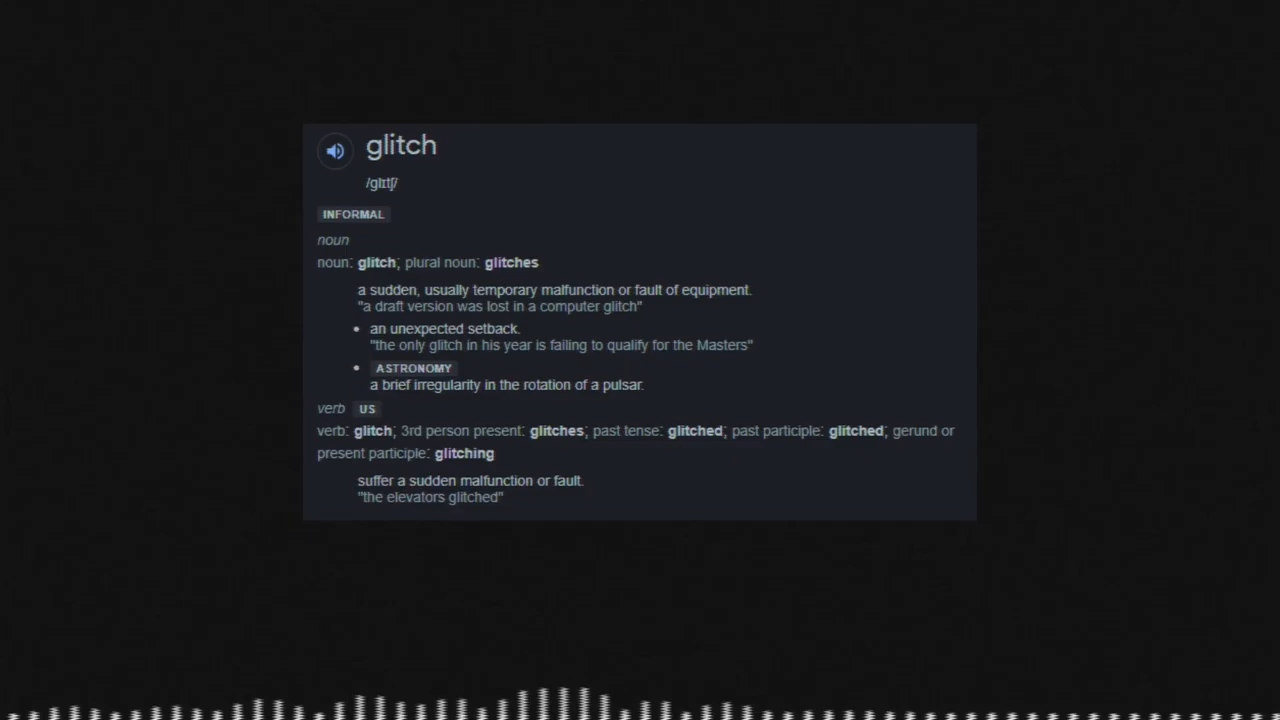 glitch
/ɡlɪtʃ/
INFORMAL
noun
noun: glitch; plural noun: glitches
a sudden, usually temporary malfunction or fault of equipment.
"a draft version was lost in a computer glitch"
• an unexpected setback.
"the only glitch in his year is failing to qualify for the Masters"
• ASTRONOMY
a brief irregularity in the rotation of a pulsar.
verb US
verb: glitch; 3rd person present: glitches; past tense: glitched; past participle: glitched; gerund or
present participle: glitching
suffer a sudden malfunction or fault.
"the elevators glitched"